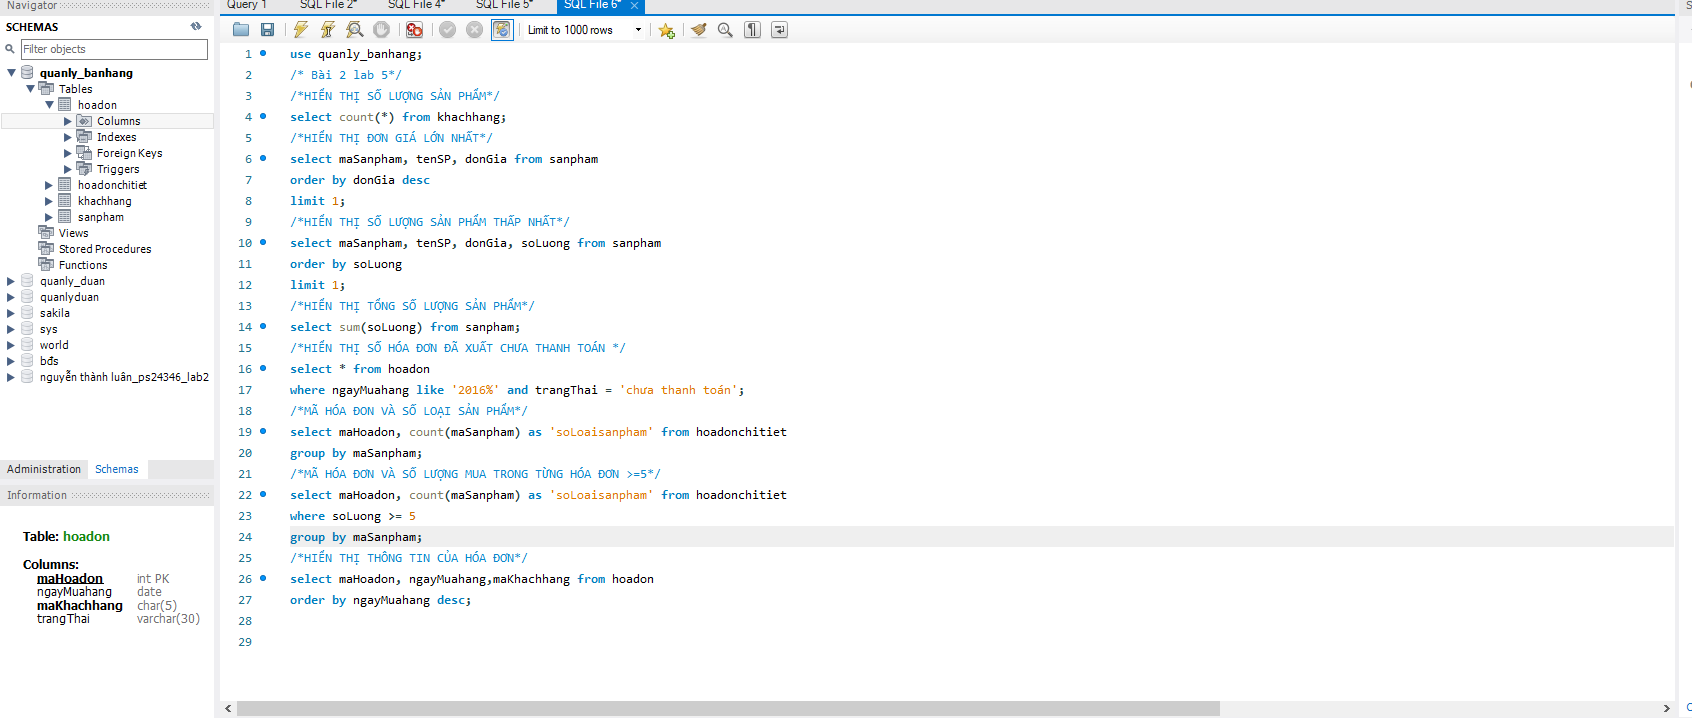 Navigator
SCHEMAS
Filter objects
quanly_banhang
Tables
hoadon
Columns
Indexes
Foreign Keys
Triggers
hoadonchitiet
khachhang
sanpham
Views
Stored Procedures
Functions
quanly_duan
quanlyduan
sakila
sys
world
bđs
nguyễn thành luân_ps24346_lab2
Administration Schemas
Information
Table: hoadon
Columns:
maHoadon int PK
ngayMuahang date
maKhachhang char(5)
trangThai varchar(30)
Query 1 SQL File 2* SQL File 4* SQL File 5* SQL File 6*
Limit to 1000 rows
1 use quanly_banhang;
2 /* Bài 2 lab 5*/
3 /*HIỂN THỊ SỐ LƯỢNG SẢN PHẨM*/
4 select count(*) from khachhang;
5 /*HIỂN THỊ ĐƠN GIÁ LỚN NHẤT*/
6 select maSanpham, tenSP, donGia from sanpham
7 order by donGia desc
8 limit 1;
9 /*HIỂN THỊ SỐ LƯỢNG SẢN PHẨM THẤP NHẤT*/
10 select maSanpham, tenSP, donGia, soLuong from sanpham
11 order by soLuong
12 limit 1;
13 /*HIỂN THỊ TỔNG SỐ LƯỢNG SẢN PHẨM*/
14 select sum(soLuong) from sanpham;
15 /*HIỂN THỊ SỐ HÓA ĐƠN ĐÃ XUẤT CHƯA THANH TOÁN */
16 select * from hoadon
17 where ngayMuahang like '2016%' and trangThai = 'chưa thanh toán';
18 /*MÃ HÓA ĐON VÀ SỐ LOẠI SẢN PHẨM*/
19 select maHoadon, count(maSanpham) as 'soLoaisanpham' from hoadonchitiet
20 group by maSanpham;
21 /*MÃ HÓA ĐƠN VÀ SỐ LƯỢNG MUA TRONG TỪNG HÓA ĐƠN >=5*/
22 select maHoadon, count(maSanpham) as 'soLoaisanpham' from hoadonchitiet
23 where soLuong >= 5
24 group by maSanpham;
25 /*HIỂN THỊ THÔNG TIN CỦA HÓA ĐƠN*/
26 select maHoadon, ngayMuahang,maKhachhang from hoadon
27 order by ngayMuahang desc;
28
29